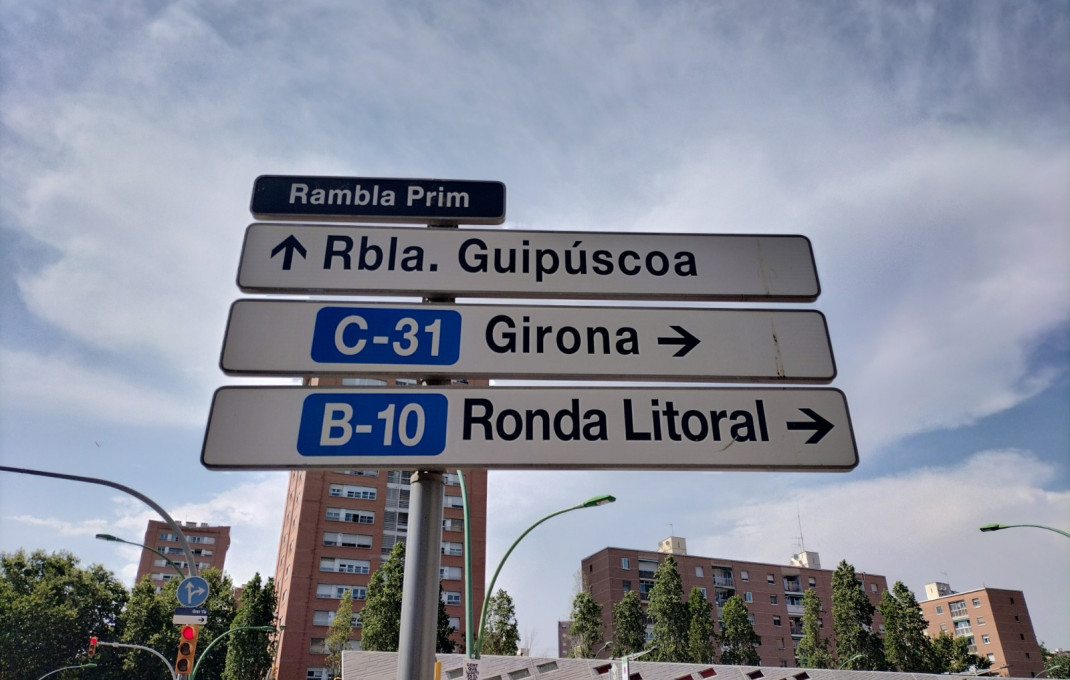 Rambla Prim
Rbla. Guipúscoa
C-31 Girona
B-10 Ronda Litoral